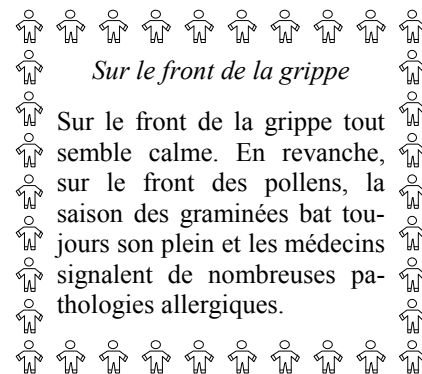 Sur le front de la grippe
Sur le front de la grippe tout
semble calme. En revanche,
sur le front des pollens, la
saison des graminées bat tou-
jours son plein et les médecins
signalent de nombreuses pa-
thologies allergiques.